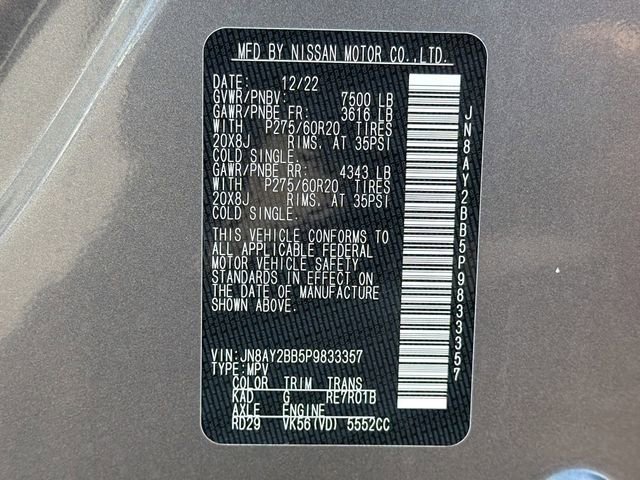 MFD BY NISSAN MOTOR CO.,LTD.
DATE: 12/22
GVWR/PNBV: 7500 LB
GAWR/PNBE FR: 3616 LB
WITH P275/60R20 TIRES
20X8J RIMS. AT 35PSI
COLD SINGLE.
GAWR/PNBE RR: 4343 LB
WITH P275/60R20 TIRES
20X8J RIMS. AT 35PSI
COLD SINGLE.
THIS VEHICLE CONFORMS TO
ALL APPLICABLE FEDERAL
MOTOR VEHICLE SAFETY
STANDARDS IN EFFECT ON
THE DATE OF MANUFACTURE
SHOWN ABOVE.
VIN:JN8AY2BB5P9833357
TYPE:MPV
COLOR TRIM TRANS
KAD G RE7R01B
AXLE ENGINE
RD29 VK56(VD) 5552CC
JN8AY2BB5P9833357